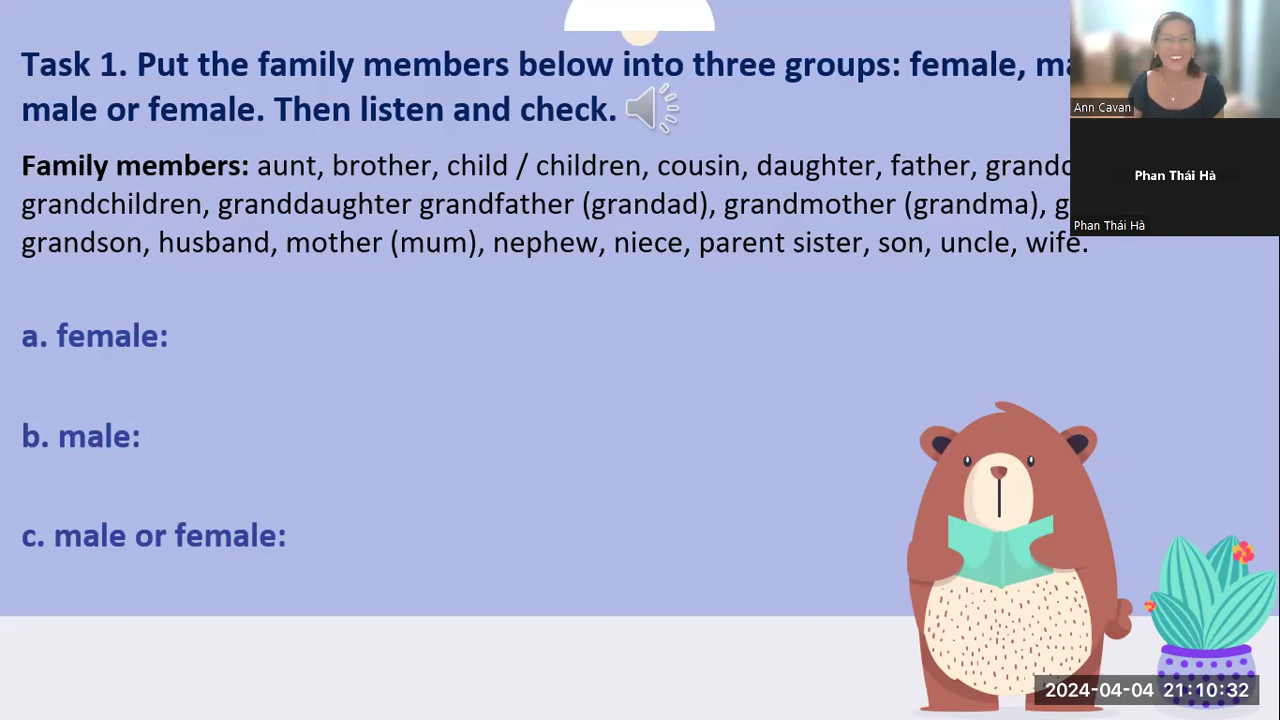 Task 1. Put the family members below into three groups: female,
male or female. Then listen and check.
Family members: aunt, brother, child / children, cousin, daughter, father,
grandchildren, granddaughter grandfather (grandad), grandmother (grandma),
grandson, husband, mother (mum), nephew, niece, parent sister, son, uncle, wife.
a. female:
b. male:
c. male or female:
Ann Cavan
Phan Thái Hà
Phan Thái Hà
2024-04-04 21:10:32